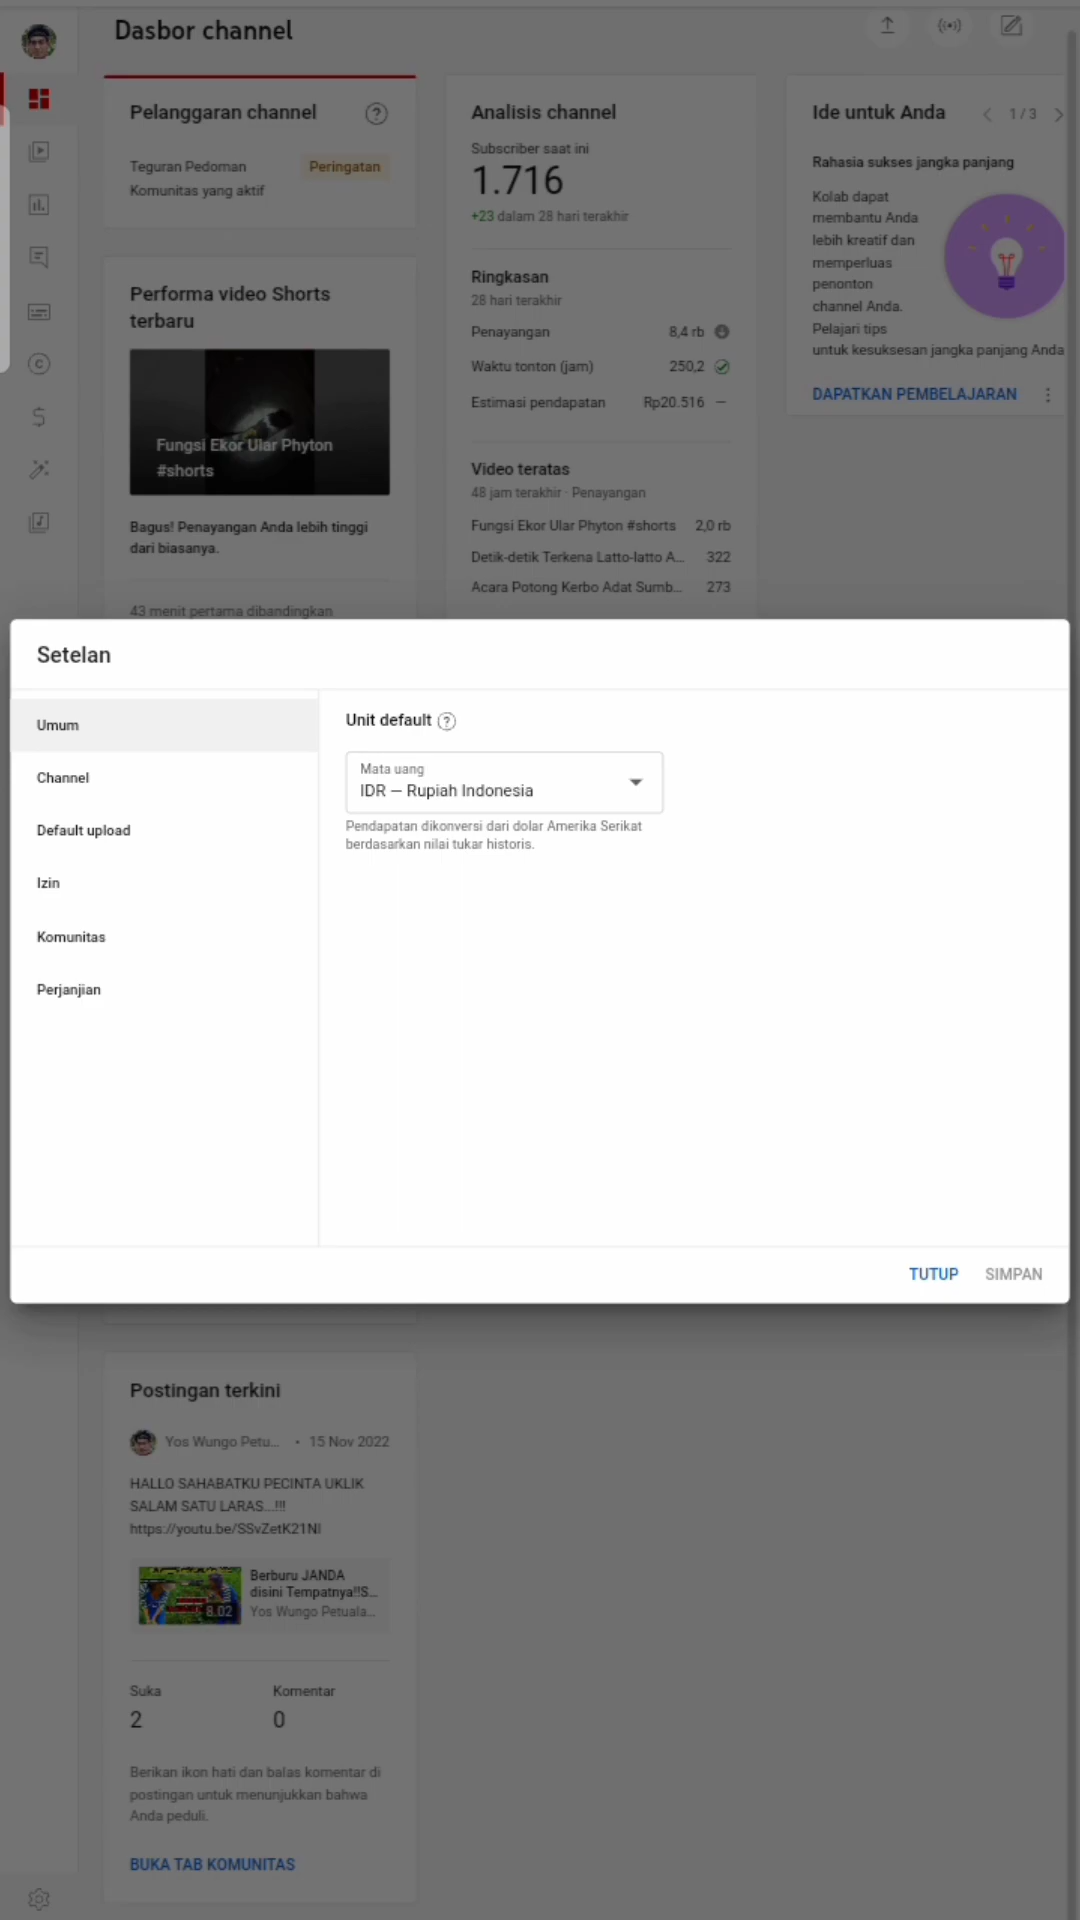 Dasbor channel
Pelanggaran channel
Teguran Pedoman
Komunitas yang aktif
Peringatan
Performa video Shorts
terbaru
Fungsi Ekor Ular Phyton
#shorts
Bagus! Penayangan Anda lebih tinggi
dari biasanya.
43 menit pertama dibandingkan
Analisis channel
Subscriber saat ini
1.716
+23 dalam 28 hari terakhir
Ringkasan
28 hari terakhir
Penayangan 8,4 rb
Waktu tonton (jam) 250,2
Estimasi pendapatan Rp20.516 —
Video teratas
48 jam terakhir · Penayangan
Fungsi Ekor Ular Phyton #shorts 2,0 rb
Detik-detik Terkena Latto-latto A... 322
Acara Potong Kerbo Adat Sumb... 273
Ide untuk Anda
1 / 3
Rahasia sukses jangka panjang
Kolab dapat
membantu Anda
lebih kreatif dan
memperluas
penonton
channel Anda.
Pelajari tips
untuk kesuksesan jangka panjang Anda
DAPATKAN PEMBELAJARAN
Setelan
Umum
Channel
Default upload
Izin
Komunitas
Perjanjian
Unit default
Mata uang
IDR – Rupiah Indonesia
Pendapatan dikonversi dari dolar Amerika Serikat
berdasarkan nilai tukar historis.
TUTUP
SIMPAN
Postingan terkini
Yos Wungo Petu... • 15 Nov 2022
HALLO SAHABATKU PECINTA UKLIK
SALAM SATU LARAS...!!!
https://youtu.be/SSvZetK21NI
8.02
Berburu JANDA
disini Tempatnya!!S...
Yos Wungo Petuala...
Suka
2
Komentar
0
Berikan ikon hati dan balas komentar di
postingan untuk menunjukkan bahwa
Anda peduli.
BUKA TAB KOMUNITAS